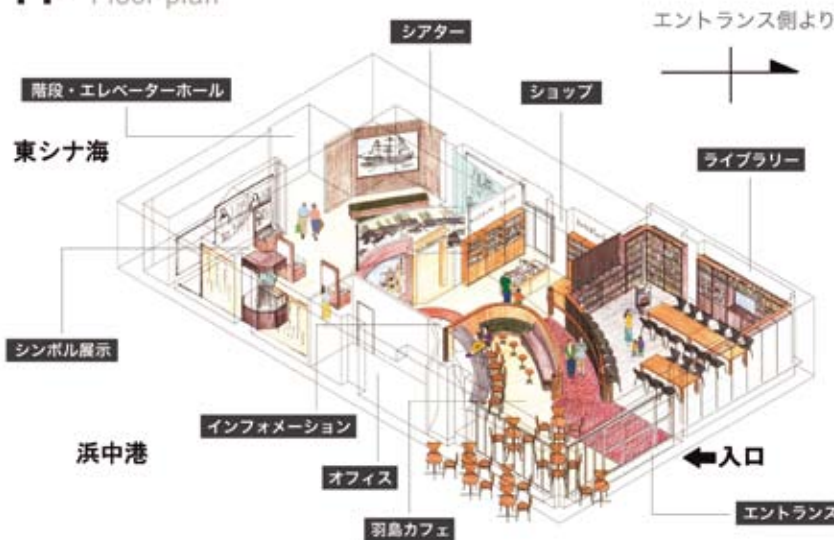 Floor plan
エントランス側より
シアター
階段・エレベーターホール
ショップ
東シナ海
ライブラリー
シンボル展示
インフォメーション
浜中港
オフィス
入口
エントランス
羽島カフェ